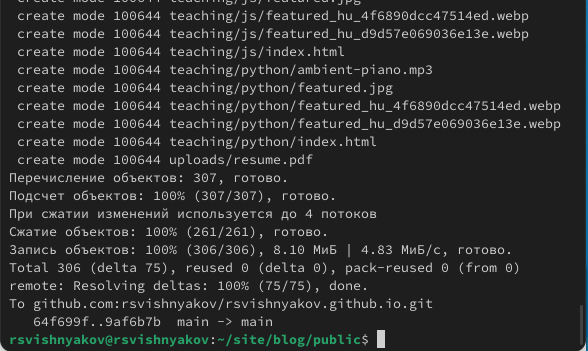 create mode 100644 teaching/js/featured.jpg
create mode 100644 teaching/js/featured_hu_4f6890dcc47514ed.webp
create mode 100644 teaching/js/featured_hu_d9d57e069036e13e.webp
create mode 100644 teaching/js/index.html
create mode 100644 teaching/python/ambient-piano.mp3
create mode 100644 teaching/python/featured.jpg
create mode 100644 teaching/python/featured_hu_4f6890dcc47514ed.webp
create mode 100644 teaching/python/featured_hu_d9d57e069036e13e.webp
create mode 100644 teaching/python/index.html
create mode 100644 uploads/resume.pdf
Перечисление объектов: 307, готово.
Подсчет объектов: 100% (307/307), готово.
При сжатии изменений используется до 4 потоков
Сжатие объектов: 100% (261/261), готово.
Запись объектов: 100% (306/306), 8.10 МиБ | 4.83 МиБ/с, готово.
Total 306 (delta 75), reused 0 (delta 0), pack-reused 0 (from 0)
remote: Resolving deltas: 100% (75/75), done.
To github.com:rsvishnyakov/rsvishnyakov.github.io.git
64f699f..9af6b7b  main -> main
rsvishnyakov@rsvishnyakov:~/site/blog/public$